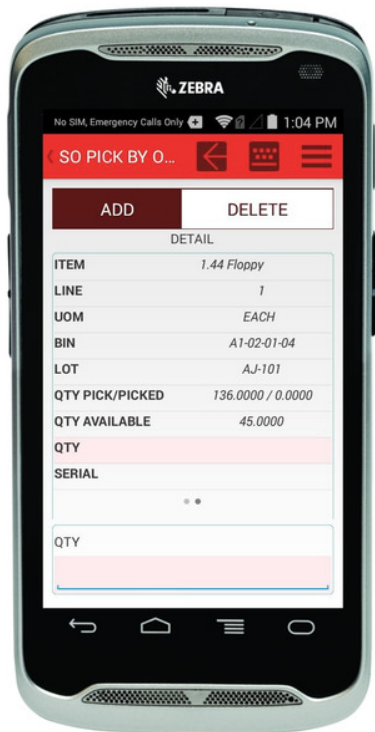 ZEBRA
No SIM, Emergency Calls Only 1:04 PM
SO PICK BY O...
ADD DELETE
DETAIL
ITEM 1.44 Floppy
LINE 1
UOM EACH
BIN A1-02-01-04
LOT AJ-101
QTY PICK/PICKED 136.0000 / 0.0000
QTY AVAILABLE 45.0000
QTY
SERIAL
QTY